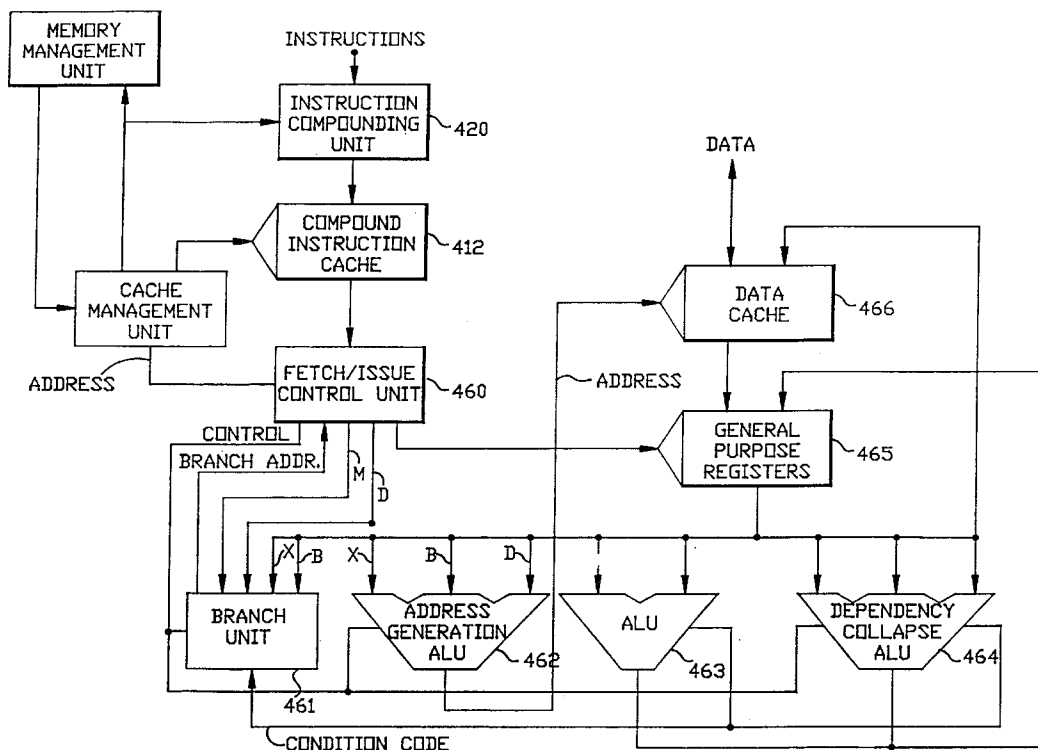 MEMORY
MANAGEMENT
UNIT
INSTRUCTIONS
INSTRUCTION
COMPOUNDING
UNIT
420
DATA
COMPOUND
INSTRUCTION
CACHE
412
CACHE
MANAGEMENT
UNIT
DATA
CACHE
466
ADDRESS
FETCH/ISSUE
CONTROL UNIT
460
ADDRESS
GENERAL
PURPOSE
REGISTERS
465
CONTROL
BRANCH ADDR.
M
D
X
B
X
B
D
BRANCH
UNIT
461
ADDRESS
GENERATION
ALU
462
ALU
463
DEPENDENCY
COLLAPSE
ALU
464
CONDITION CODE